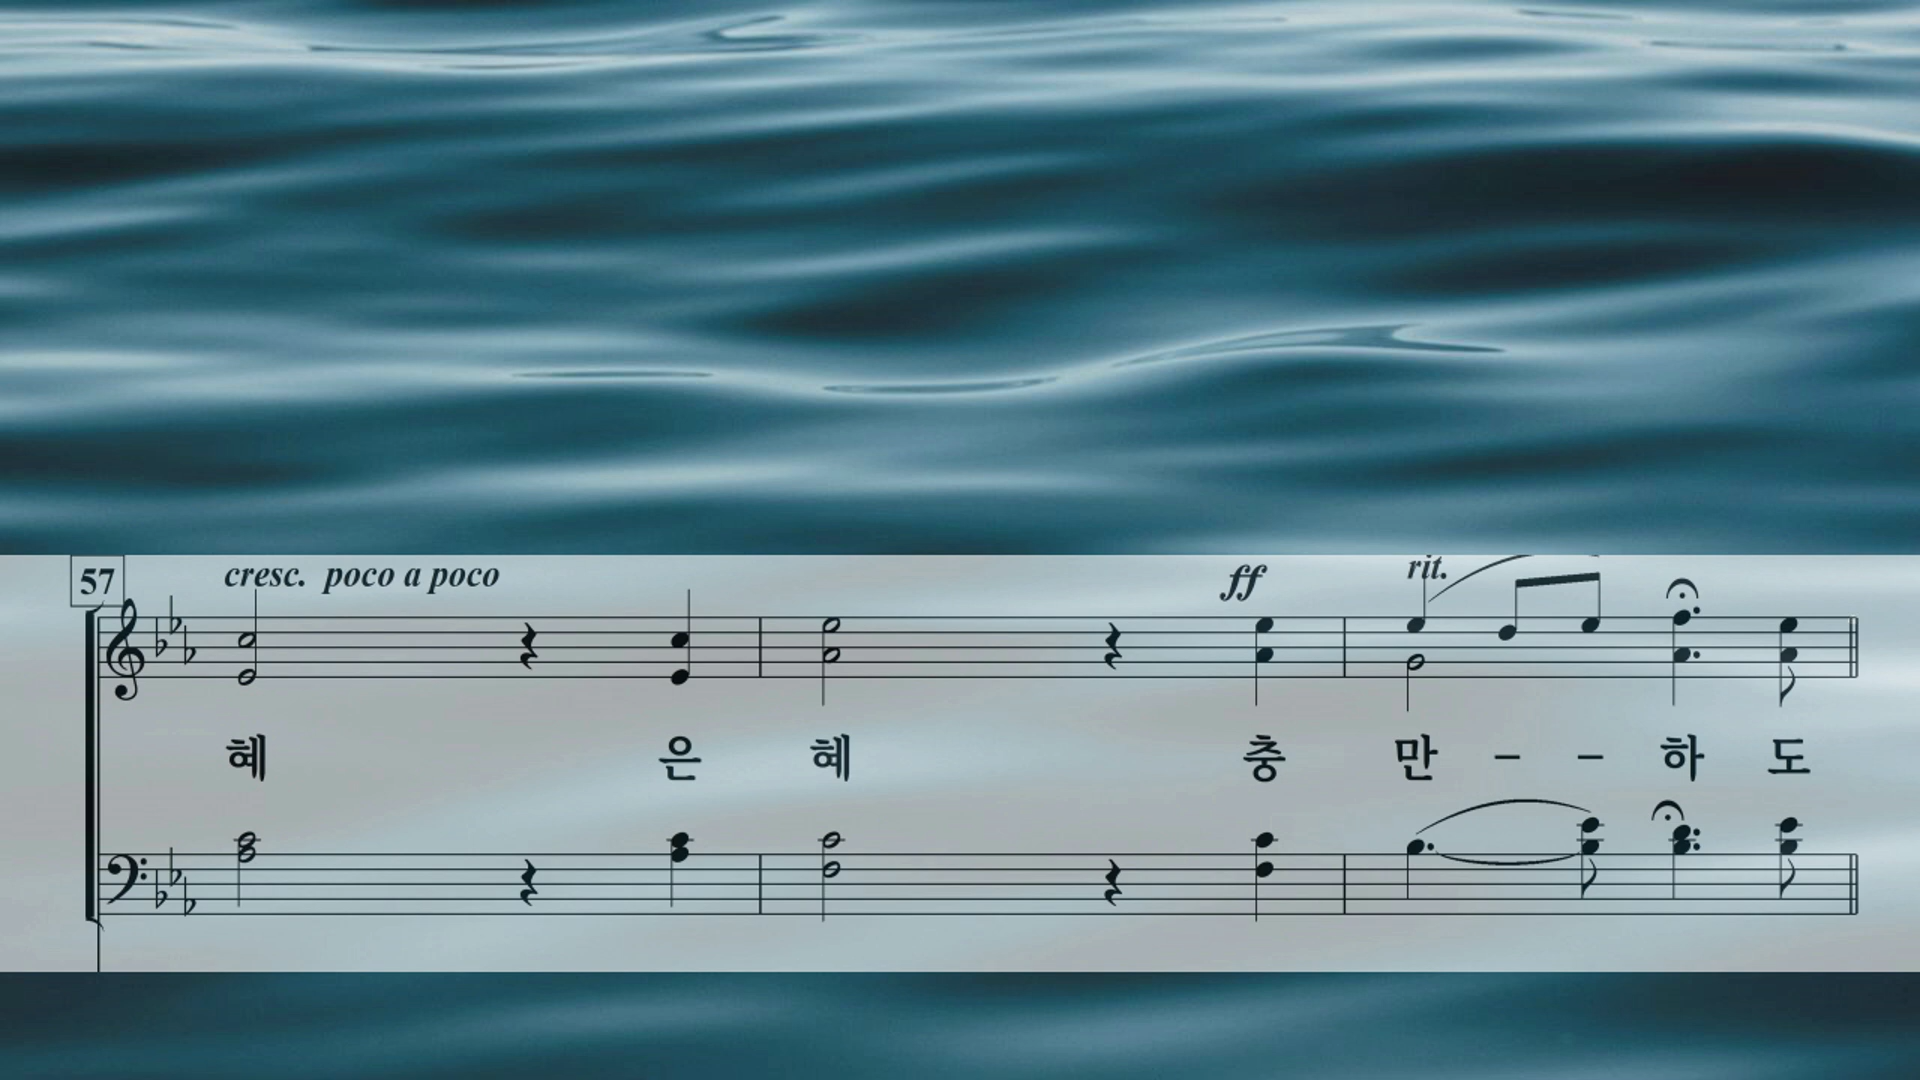 57 cresc. poco a poco ff rit.
혜 은 혜 충 만 - - 하 도